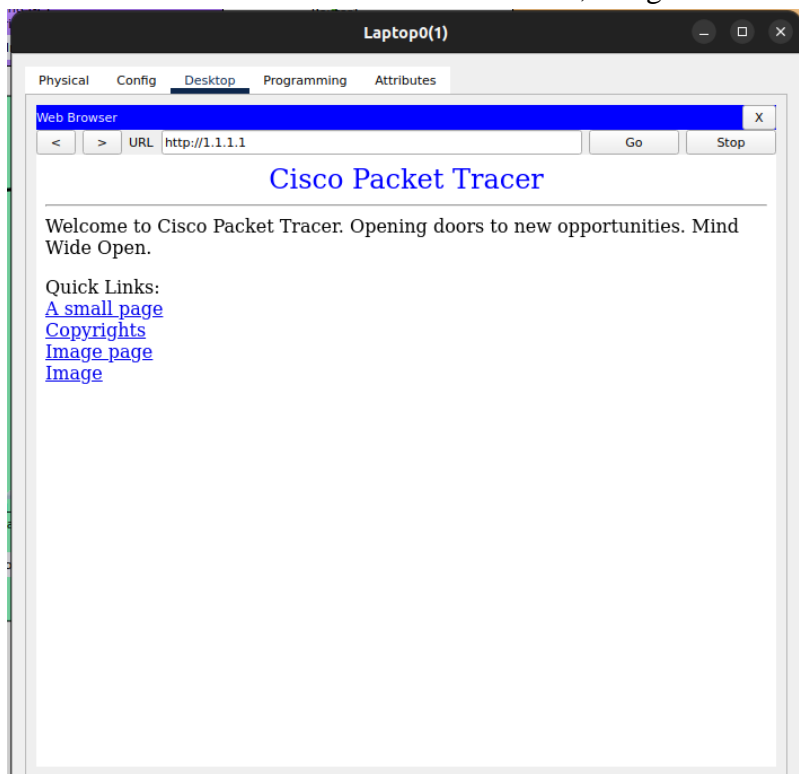 Laptop0(1)
Physical Config Desktop Programming Attributes
Web Browser X
< > URL http://1.1.1.1 Go Stop
Cisco Packet Tracer
Welcome to Cisco Packet Tracer. Opening doors to new opportunities. Mind
Wide Open.
Quick Links:
A small page
Copyrights
Image page
Image